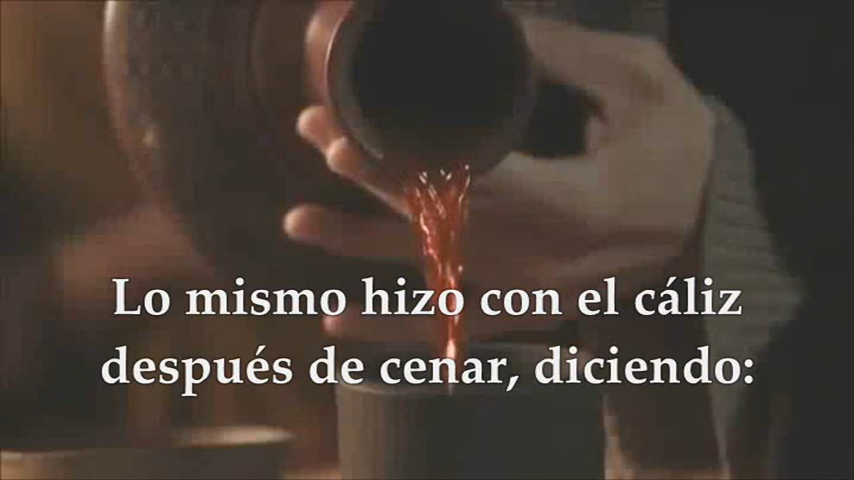 Lo mismo hizo con el cáliz
después de cenar, diciendo: